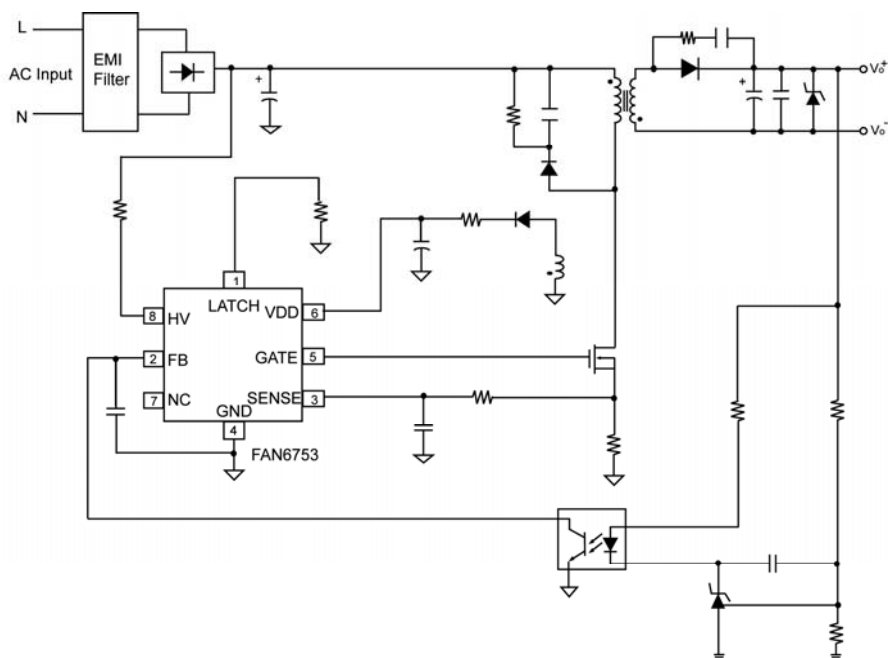 L
EMI
Filter
AC Input
N
+
+
Vo+
Vo-
1
LATCH
8
HV
VDD
6
2
FB
GATE
5
7
NC
SENSE
3
GND
4
FAN6753